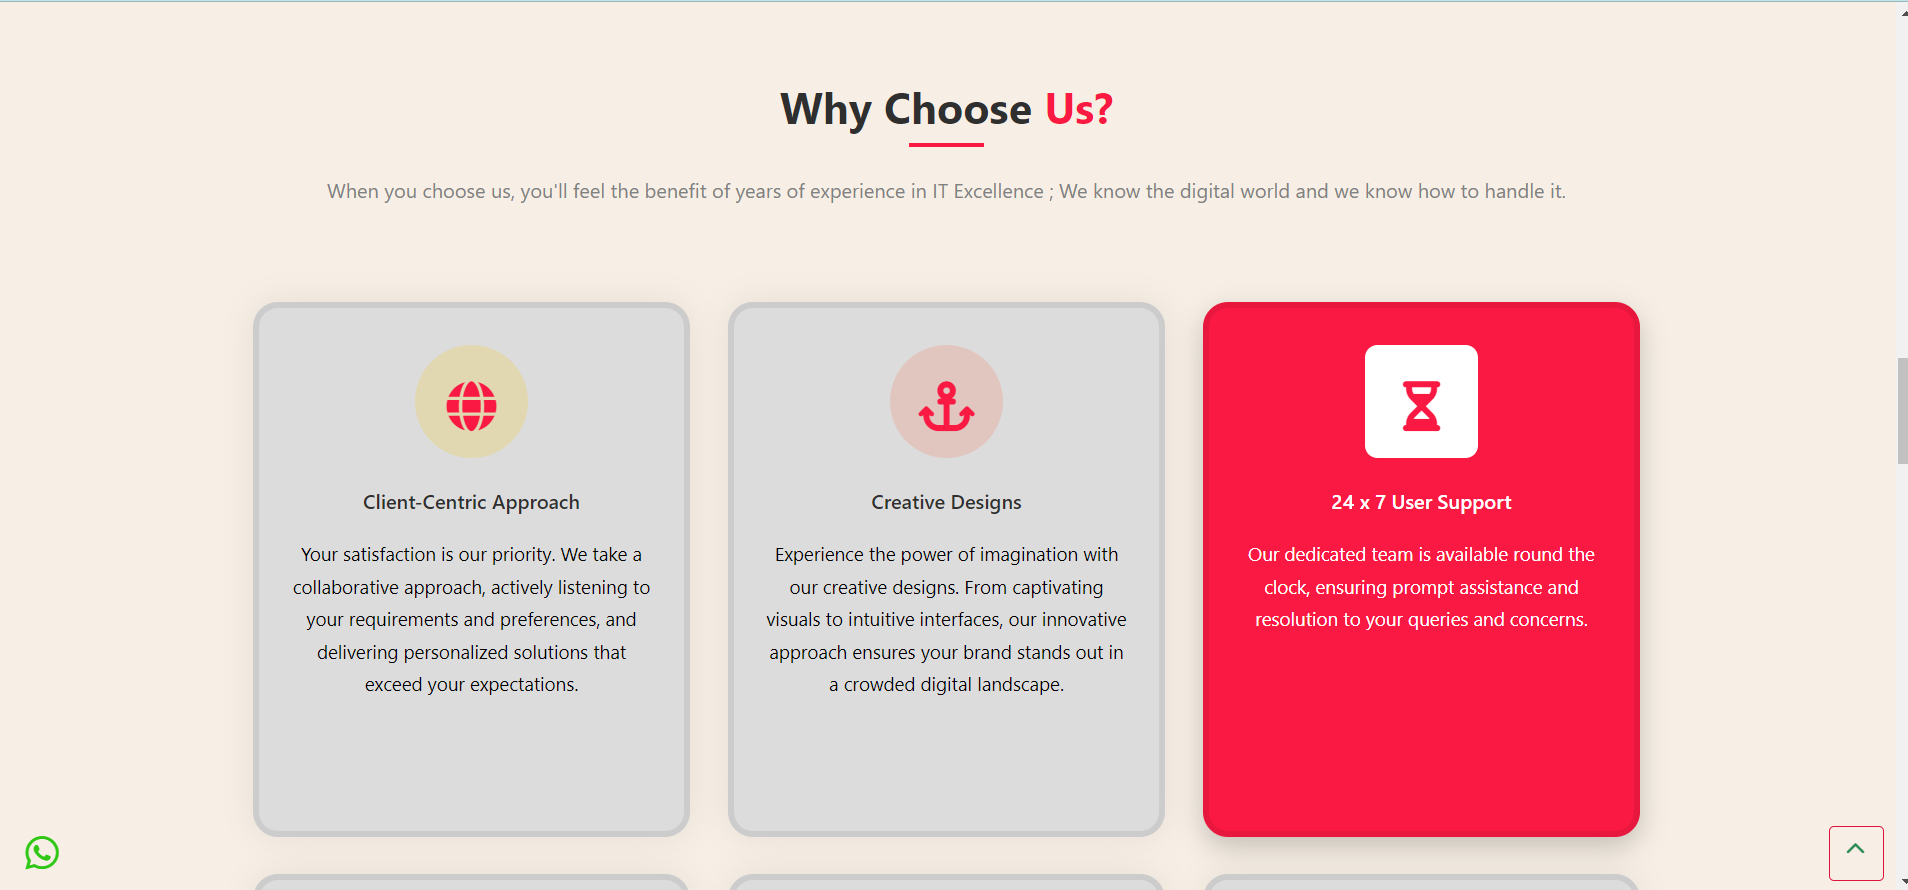 Why Choose Us?
When you choose us, you'll feel the benefit of years of experience in IT Excellence ; We know the digital world and we know how to handle it.
Client-Centric Approach
Your satisfaction is our priority. We take a
collaborative approach, actively listening to
your requirements and preferences, and
delivering personalized solutions that
exceed your expectations.
Creative Designs
Experience the power of imagination with
our creative designs. From captivating
visuals to intuitive interfaces, our innovative
approach ensures your brand stands out in
a crowded digital landscape.
24 x 7 User Support
Our dedicated team is available round the
clock, ensuring prompt assistance and
resolution to your queries and concerns.